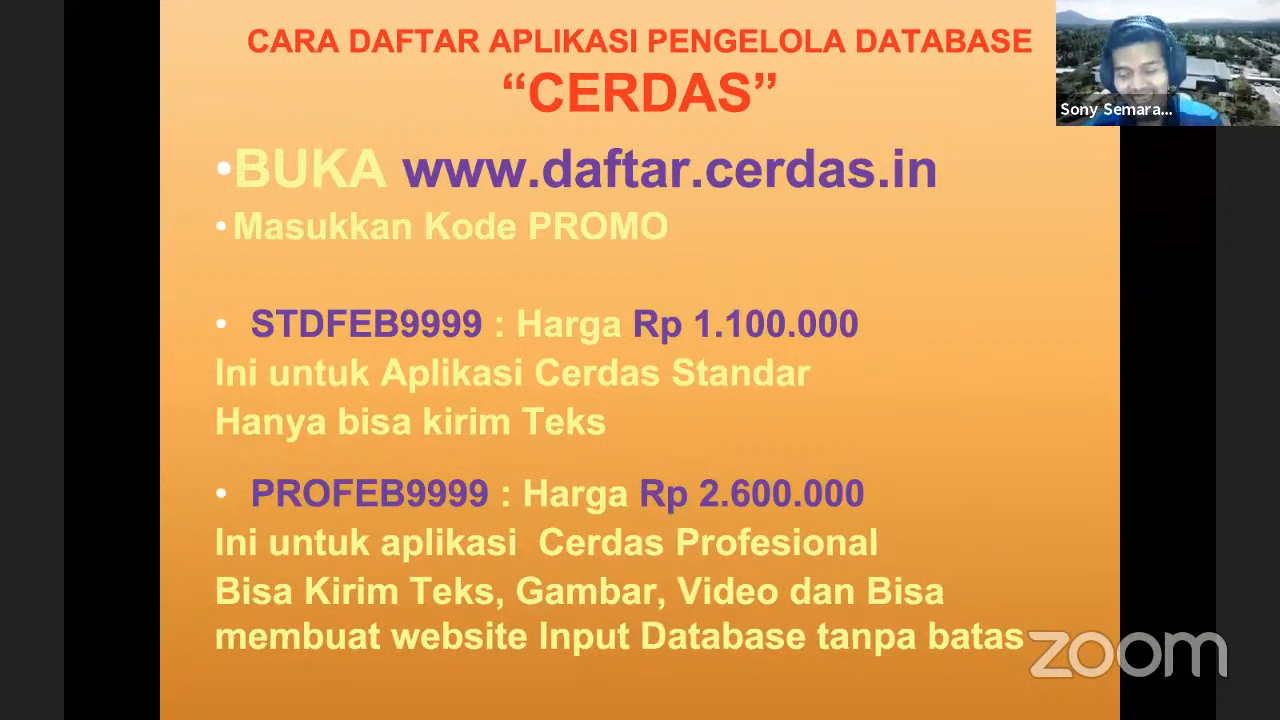 CARA DAFTAR APLIKASI PENGELOLA DATABASE
“CERDAS”
Sony Semara...
•BUKA www.daftar.cerdas.in
•Masukkan Kode PROMO
• STDFEB9999 : Harga Rp 1.100.000
Ini untuk Aplikasi Cerdas Standar
Hanya bisa kirim Teks
• PROFEB9999 : Harga Rp 2.600.000
Ini untuk aplikasi Cerdas Profesional
Bisa Kirim Teks, Gambar, Video dan Bisa
membuat website Input Database tanpa batas
zoom